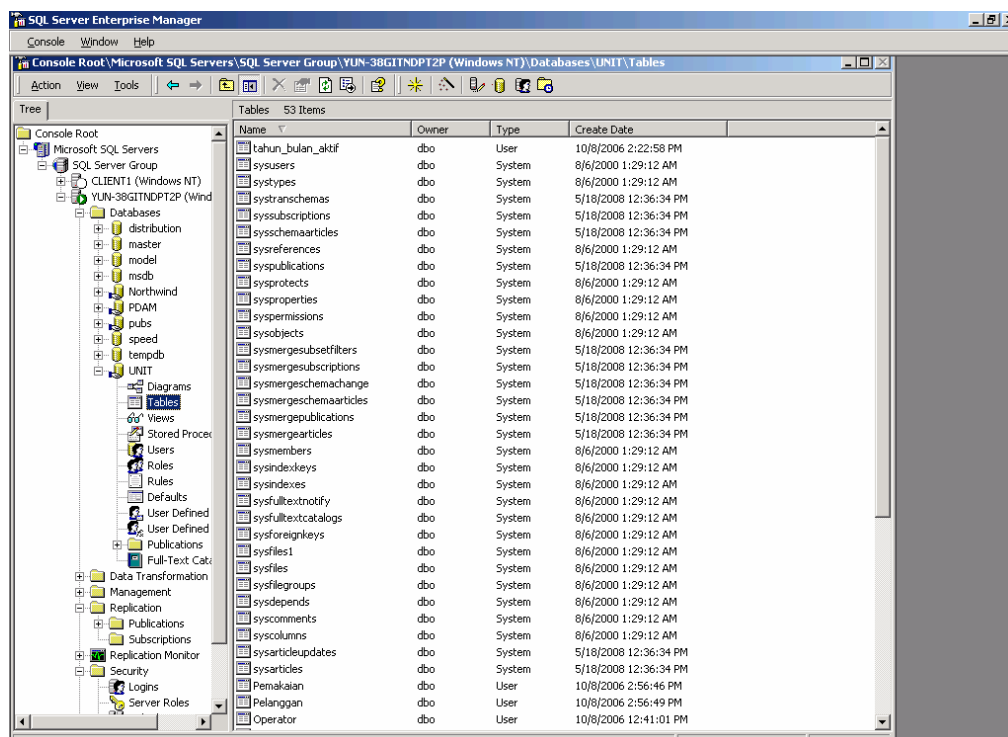 SQL Server Enterprise Manager
Console Window Help
Console Root\Microsoft SQL Servers\SQL Server Group\YUN-38GITNDPT2P (Windows NT)\Databases\UNIT\Tables
Action View Tools
Tree
Console Root
Microsoft SQL Servers
SQL Server Group
CLIENT1 (Windows NT)
YUN-38GITNDPT2P (Wind
Databases
distribution
master
model
msdb
Northwind
PDAM
pubs
speed
tempdb
UNIT
Diagrams
Tables
Views
Stored Proced
Users
Roles
Rules
Defaults
User Defined
User Defined
Publications
Full-Text Cata
Data Transformation
Management
Replication
Publications
Subscriptions
Replication Monitor
Security
Logins
Server Roles
Tables 53 Items
Name Owner Type Create Date
tahun_bulan_aktif dbo User 10/8/2006 2:22:58 PM
sysusers dbo System 8/6/2000 1:29:12 AM
systypes dbo System 8/6/2000 1:29:12 AM
systranschemas dbo System 5/18/2008 12:36:34 PM
syssubscriptions dbo System 5/18/2008 12:36:34 PM
sysschemaarticles dbo System 5/18/2008 12:36:34 PM
sysreferences dbo System 8/6/2000 1:29:12 AM
syspublications dbo System 5/18/2008 12:36:34 PM
sysprotects dbo System 8/6/2000 1:29:12 AM
sysproperties dbo System 8/6/2000 1:29:12 AM
syspermissions dbo System 8/6/2000 1:29:12 AM
sysobjects dbo System 8/6/2000 1:29:12 AM
sysmergesubsetfilters dbo System 5/18/2008 12:36:34 PM
sysmergesubscriptions dbo System 5/18/2008 12:36:34 PM
sysmergeschemachange dbo System 5/18/2008 12:36:34 PM
sysmergeschemaarticles dbo System 5/18/2008 12:36:34 PM
sysmergepublications dbo System 5/18/2008 12:36:34 PM
sysmergearticles dbo System 5/18/2008 12:36:34 PM
sysmembers dbo System 8/6/2000 1:29:12 AM
sysindexkeys dbo System 8/6/2000 1:29:12 AM
sysindexes dbo System 8/6/2000 1:29:12 AM
sysfulltextnotify dbo System 8/6/2000 1:29:12 AM
sysfulltextcatalogs dbo System 8/6/2000 1:29:12 AM
sysforeignkeys dbo System 8/6/2000 1:29:12 AM
sysfiles1 dbo System 8/6/2000 1:29:12 AM
sysfiles dbo System 8/6/2000 1:29:12 AM
sysfilegroups dbo System 8/6/2000 1:29:12 AM
sysdepends dbo System 8/6/2000 1:29:12 AM
syscomments dbo System 8/6/2000 1:29:12 AM
syscolumns dbo System 8/6/2000 1:29:12 AM
sysarticleupdates dbo System 5/18/2008 12:36:34 PM
sysarticles dbo System 5/18/2008 12:36:34 PM
Pemakaian dbo User 10/8/2006 2:56:46 PM
Pelanggan dbo User 10/8/2006 2:56:49 PM
Operator dbo User 10/8/2006 12:41:01 PM